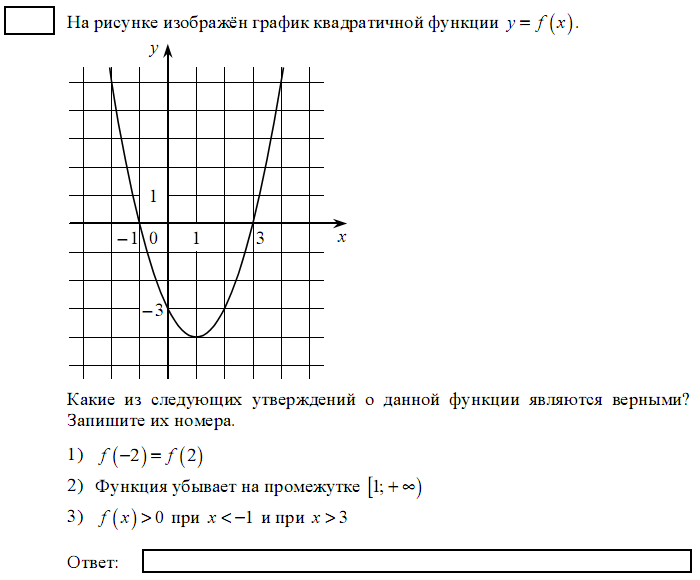 На рисунке изображён график квадратичной функции y = f(x).
y
1
−1 0 1 3 x
−3
Какие из следующих утверждений о данной функции являются верными?
Запишите их номера.
1) f(−2) = f(2)
2) Функция убывает на промежутке [1; +∞)
3) f(x) > 0 при x < −1 и при x > 3
Ответ: